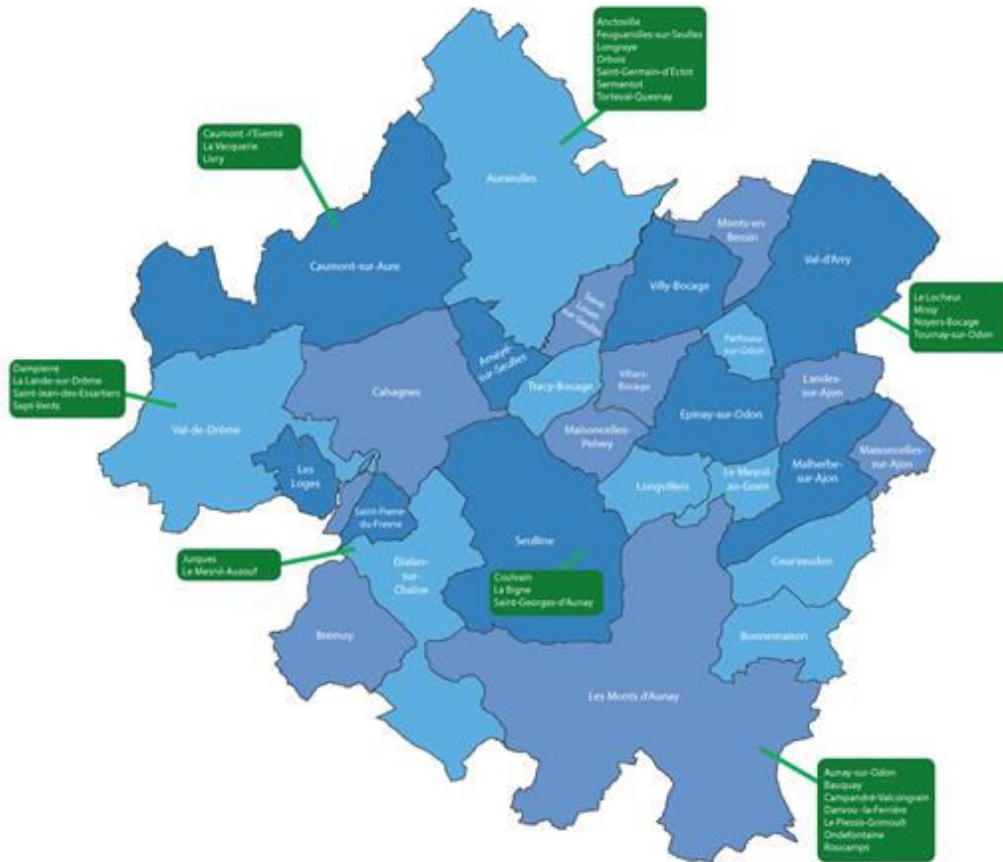 Anctoville
Feuguerolles-sur-Seulles
Longraye
Orbois
Saint-Germain-d'Ectot
Sermentot
Torteval-Quesnay
Caumont -l'Eventé
La Vacquerie
Livry
Aurseulles
Monts-en-
Bessin
Val-d'Arry
Caumont-sur-Aure
Villy-Bocage
Saint-
Louet-
sur-Seulles
Le Locheur
Missy
Noyers-Bocage
Tournay-sur-Odon
Parfouru-
sur-Odon
Amayé-
sur-Seulles
Dampierre
La Lande-sur-Drôme
Saint-Jean-des-Essartiers
Sept-Vents
Cahagnes
Tracy-Bocage
Villers-
Bocage
Landes-
sur-Ajon
Val-de-Drôme
Epinay-sur-Odon
Maisoncelles-
Pelvey
Maisoncelles-
sur-Ajon
Les
Loges
Longvillers
Le Mesnil-
au-Grain
Malherbe-
sur-Ajon
Saint-Pierre-
du-Fresne
Seulline
Jurques
Le Mesnil-Auzouf
Dialan-
sur-
Chaîne
Courvaudon
Coulvain
La Bigne
Saint-Georges-d'Aunay
Brémoy
Bonnemaison
Les Monts d'Aunay
Aunay-sur-Odon
Bauquay
Campandré-Valcongrain
Danvou -la-Ferrière
Le Plessis-Grimoult
Ondefontaine
Roucamps